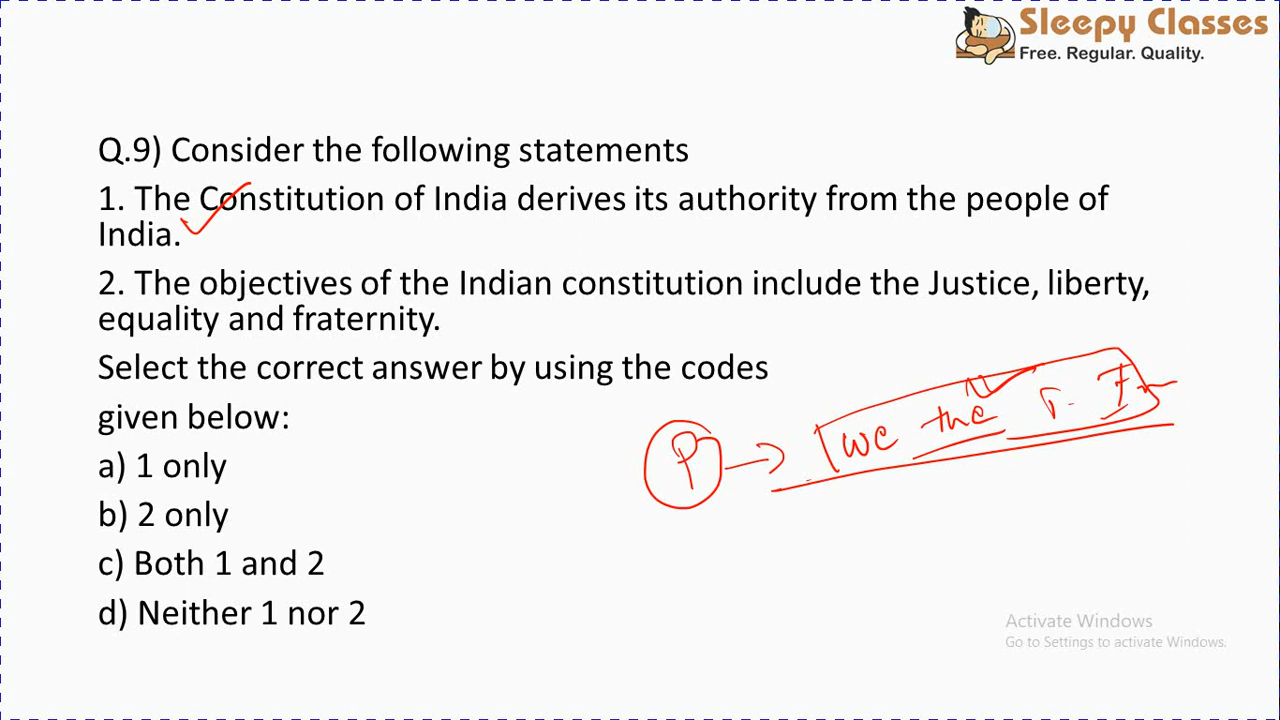 Sleepy Classes
Free. Regular. Quality.
Q.9) Consider the following statements
1. The Constitution of India derives its authority from the people of
India.
2. The objectives of the Indian constitution include the Justice, liberty,
equality and fraternity.
Select the correct answer by using the codes
given below:
a) 1 only
b) 2 only
c) Both 1 and 2
d) Neither 1 nor 2
P → we the
Activate Windows
Go to Settings to activate Windows.